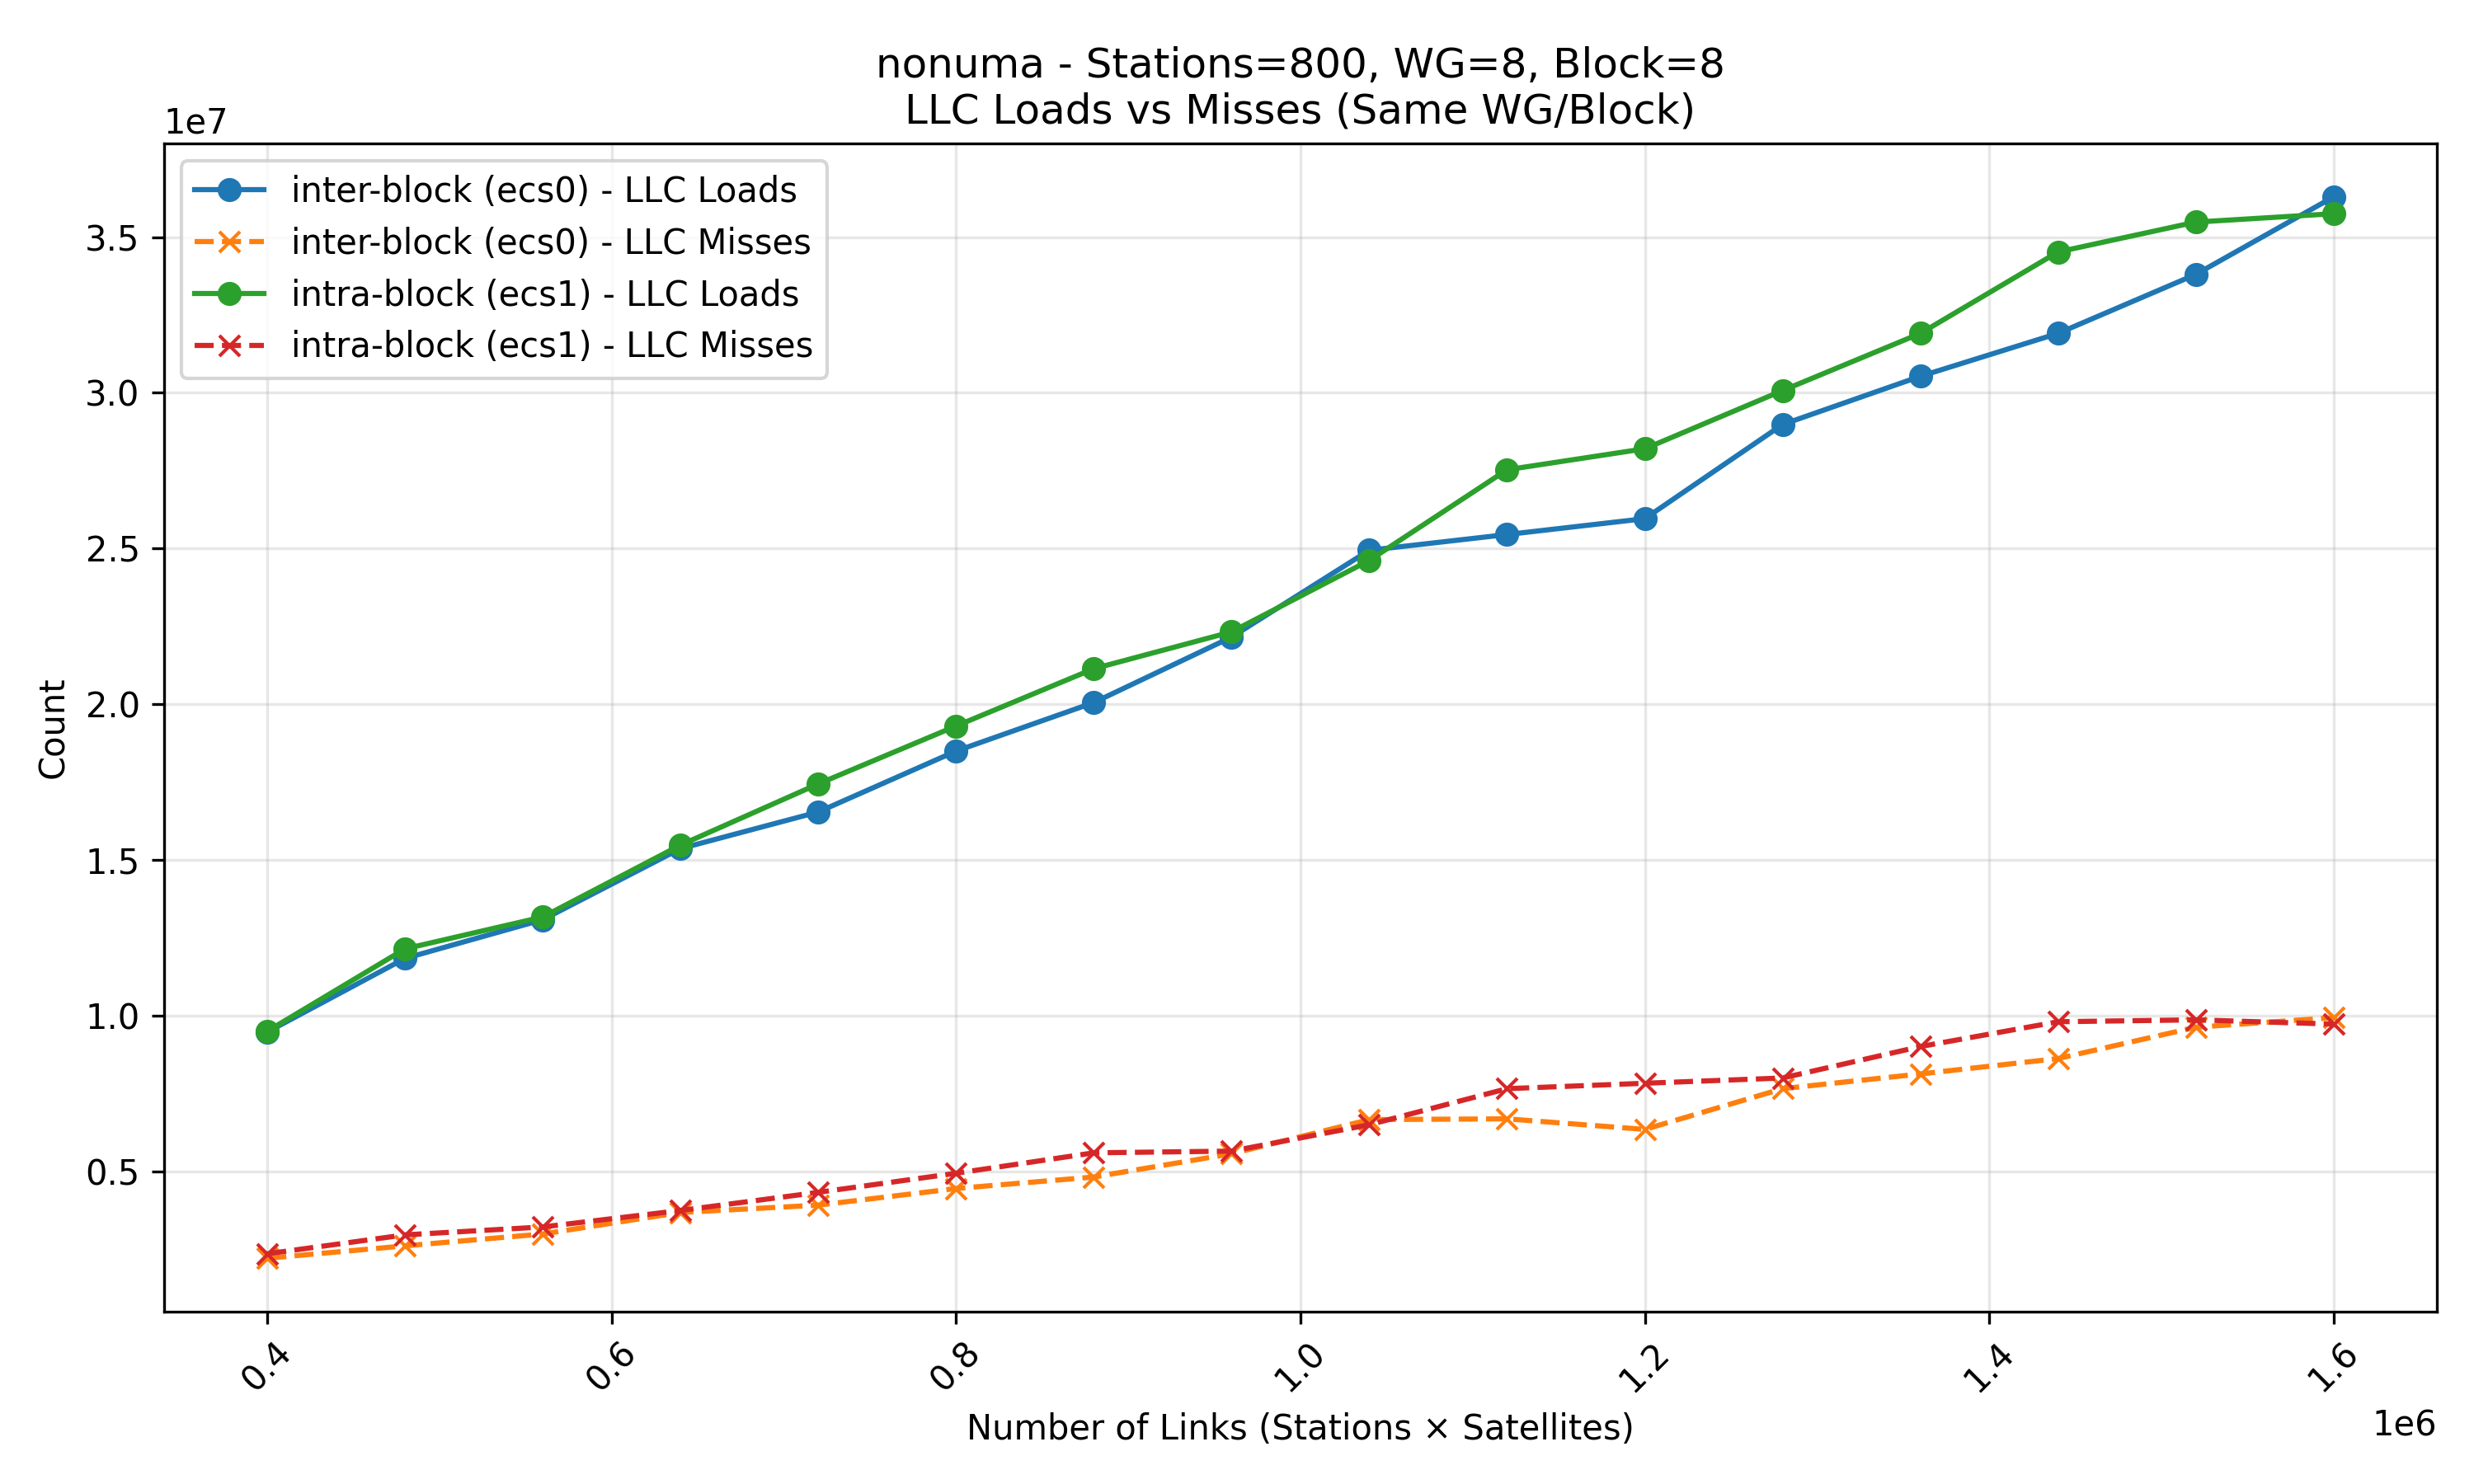 nonuma - Stations=800, WG=8, Block=8
LLC Loads vs Misses (Same WG/Block)
1e7
inter-block (ecs0) - LLC Loads
inter-block (ecs0) - LLC Misses
intra-block (ecs1) - LLC Loads
intra-block (ecs1) - LLC Misses
3.5
3.0
2.5
2.0
1.5
1.0
0.5
Count
0.4 0.6 0.8 1.0 1.2 1.4 1.6
1e6
Number of Links (Stations × Satellites)